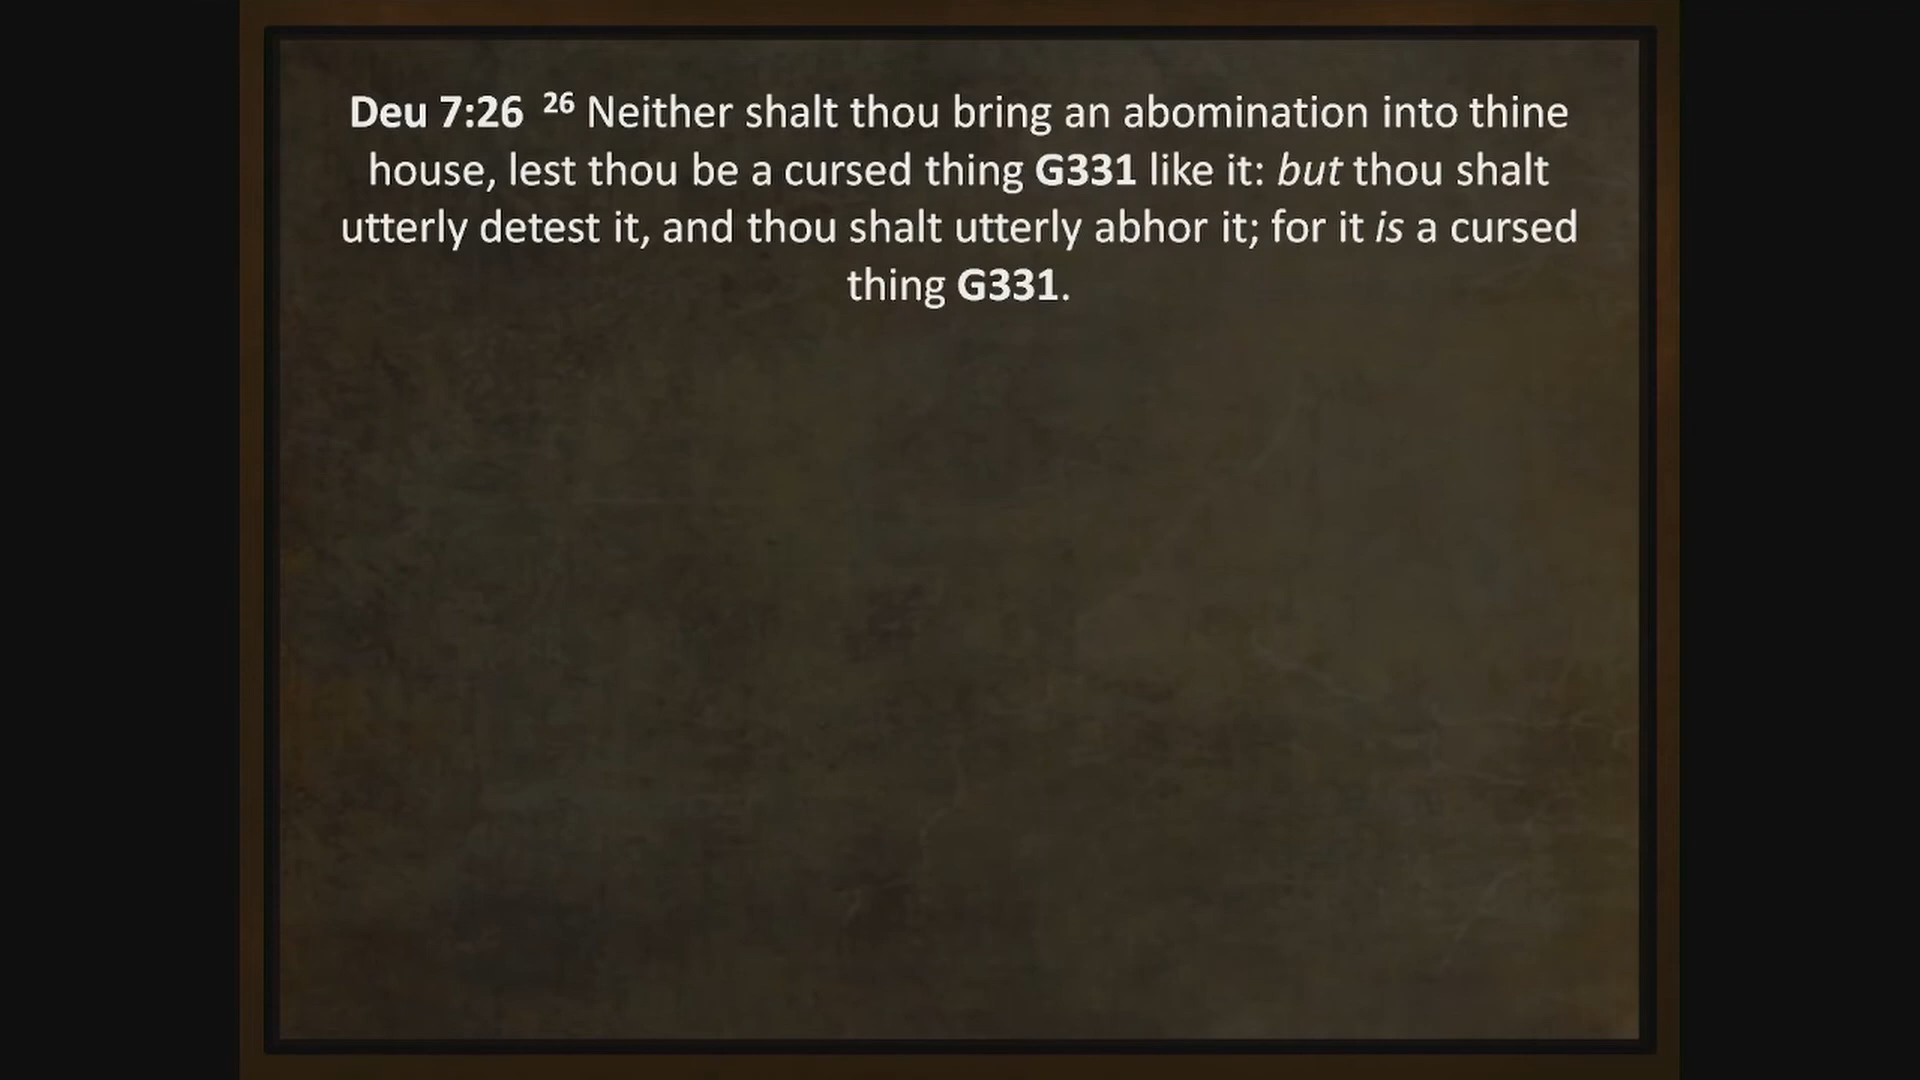 Deu 7:26 26 Neither shalt thou bring an abomination into thine
house, lest thou be a cursed thing G331 like it: but thou shalt
utterly detest it, and thou shalt utterly abhor it; for it is a cursed
thing G331.